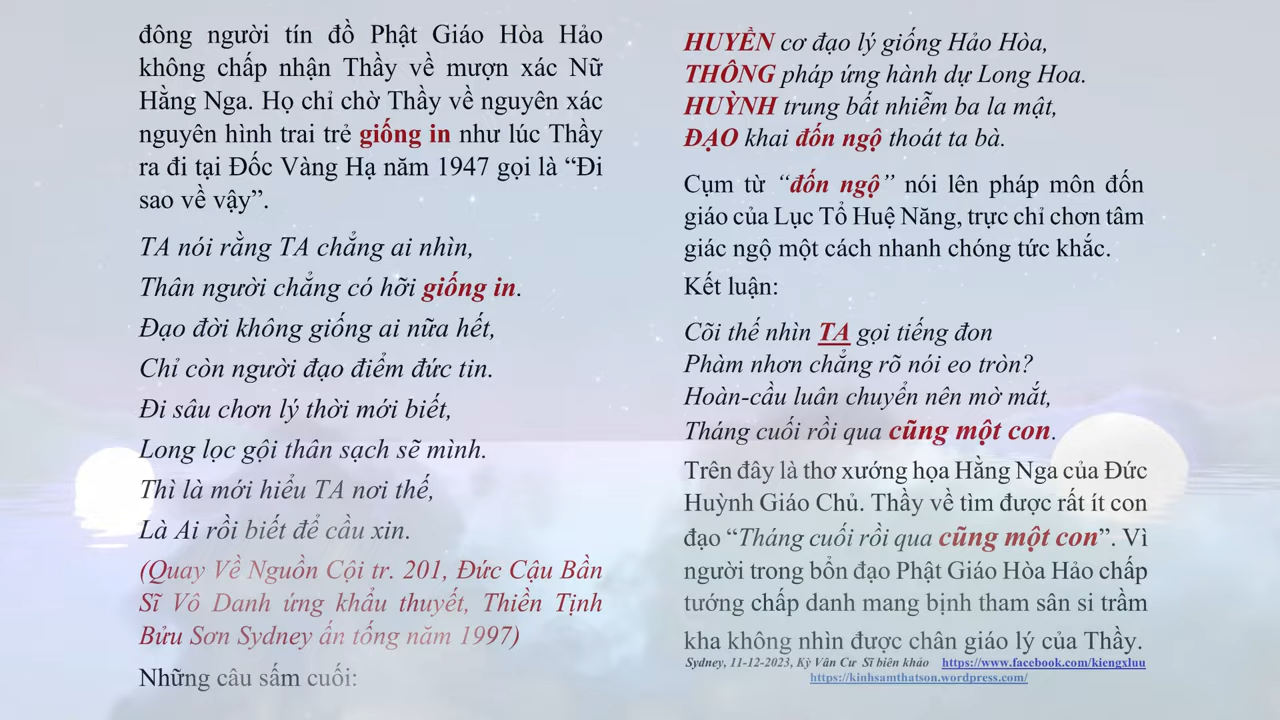 đông người tín đồ Phật Giáo Hòa Hảo
không chấp nhận Thầy về mượn xác Nữ
Hằng Nga. Họ chỉ chờ Thầy về nguyên xác
nguyên hình trai trẻ giống in như lúc Thầy
ra đi tại Đốc Vàng Hạ năm 1947 gọi là “Đi
sao về vậy”.
TA nói rằng TA chẳng ai nhìn,
Thân người chẳng có hỡi giống in.
Đạo đời không giống ai nữa hết,
Chỉ còn người đạo điểm đức tin.
Đi sâu chơn lý thời mới biết,
Long lọc gội thân sạch sẽ mình.
Thì là mới hiểu TA nơi thế,
Là Ai rồi biết để cầu xin.
(Quay Về Nguồn Cội tr. 201, Đức Cậu Bần
Sĩ Vô Danh ứng khẩu thuyết, Thiền Tịnh
Bửu Sơn Sydney ấn tống năm 1997)
Những câu sấm cuối:
HUYỀN cơ đạo lý giống Hảo Hòa,
THÔNG pháp ứng hành dự Long Hoa.
HUỲNH trung bất nhiễm ba la mật,
ĐẠO khai đốn ngộ thoát ta bà.
Cụm từ “đốn ngộ” nói lên pháp môn đốn
giáo của Lục Tổ Huệ Năng, trực chỉ chơn tâm
giác ngộ một cách nhanh chóng tức khắc.
Kết luận:
Cõi thế nhìn TA gọi tiếng đon
Phàm nhơn chẳng rõ nói eo tròn?
Hoàn-cầu luân chuyển nên mờ mắt,
Tháng cuối rồi qua cũng một con.
Trên đây là thơ xướng họa Hằng Nga của Đức
Huỳnh Giáo Chủ. Thầy về tìm được rất ít con
đạo “Tháng cuối rồi qua cũng một con”. Vì
người trong bổn đạo Phật Giáo Hòa Hảo chấp
tướng chấp danh mang bịnh tham sân si trầm
kha không nhìn được chân giáo lý của Thầy.
Sydney, 11-12-2023, Kỳ Vân Cư Sĩ biên khảo https://www.facebook.com/kiengxluu
https://kinhsamthatson.wordpress.com/